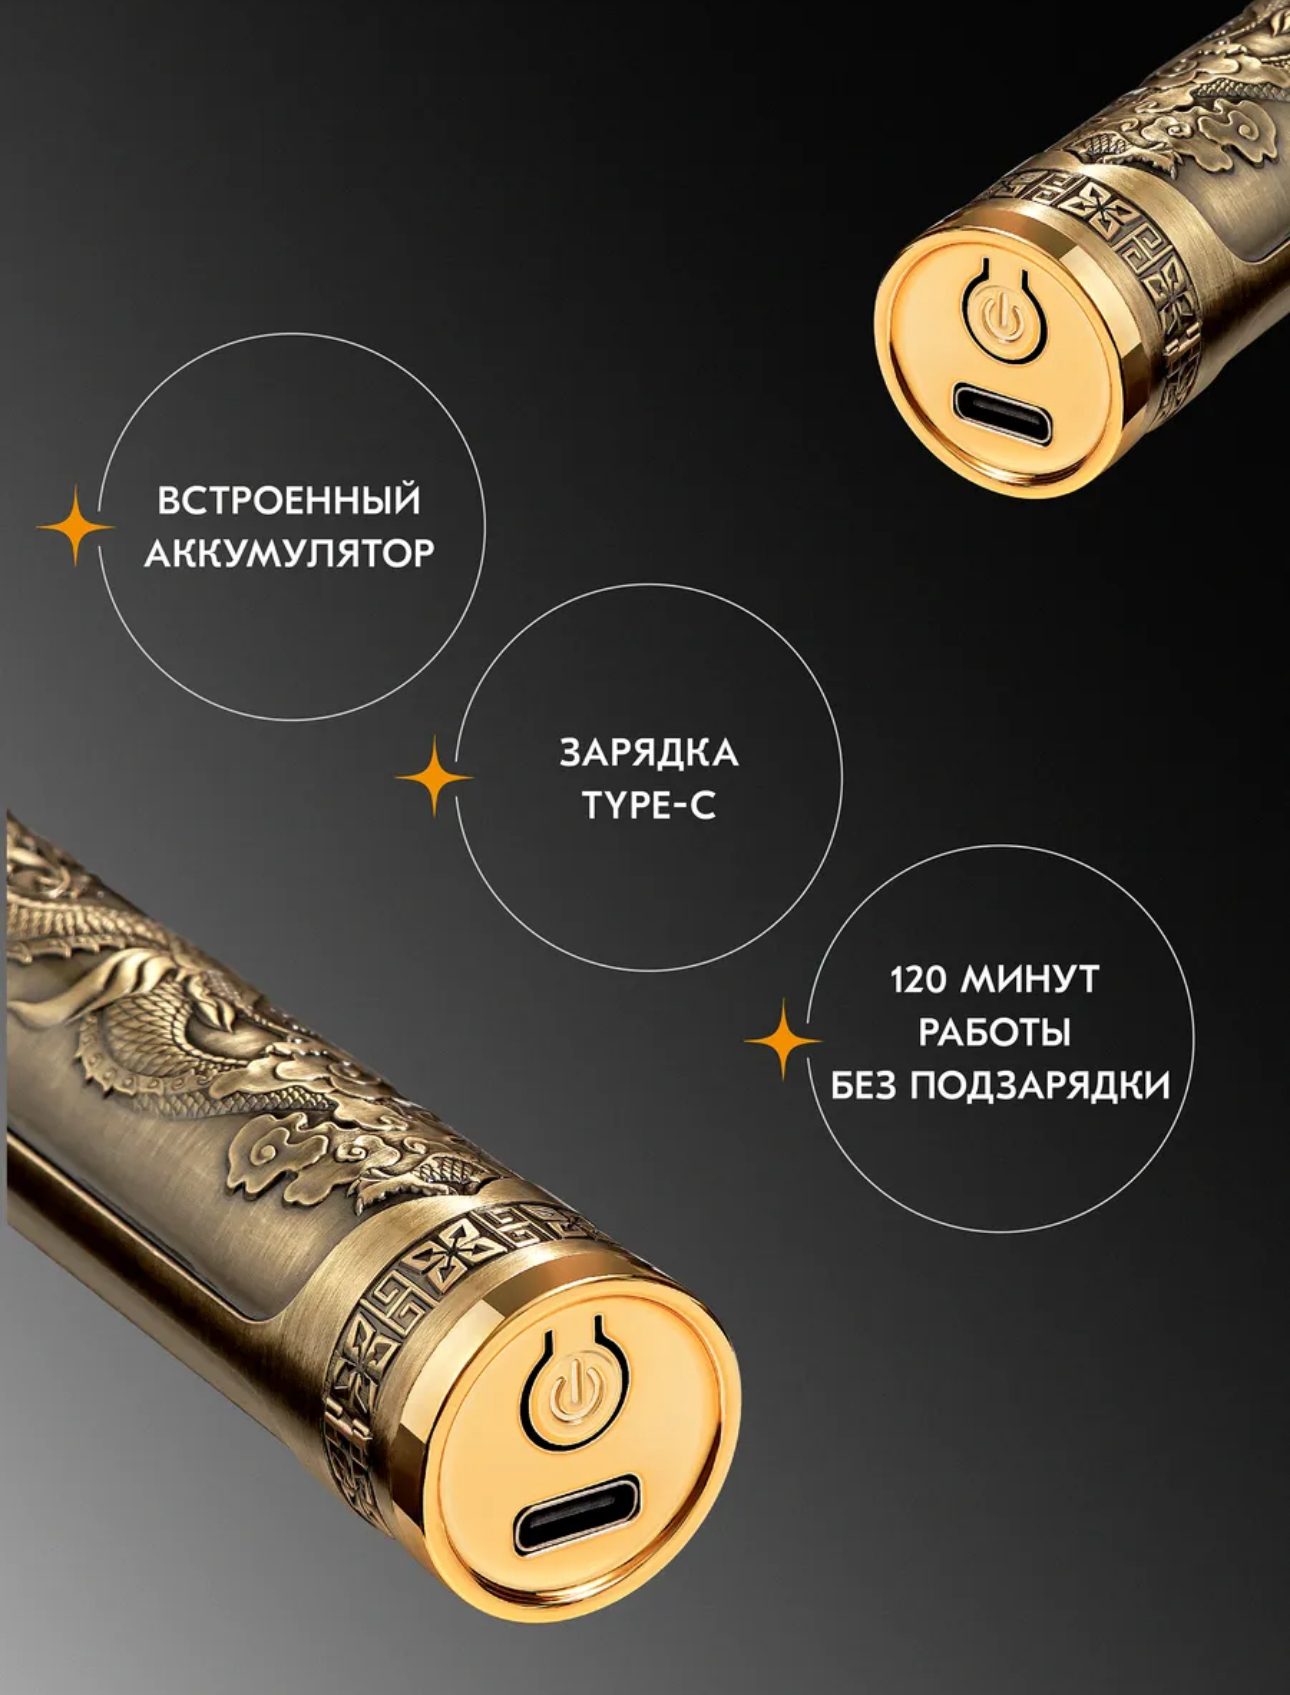 ВСТРОЕННЫЙ
АККУМУЛЯТОР
ЗАРЯДКА
TYPE-C
120 МИНУТ
РАБОТЫ
БЕЗ ПОДЗАРЯДКИ